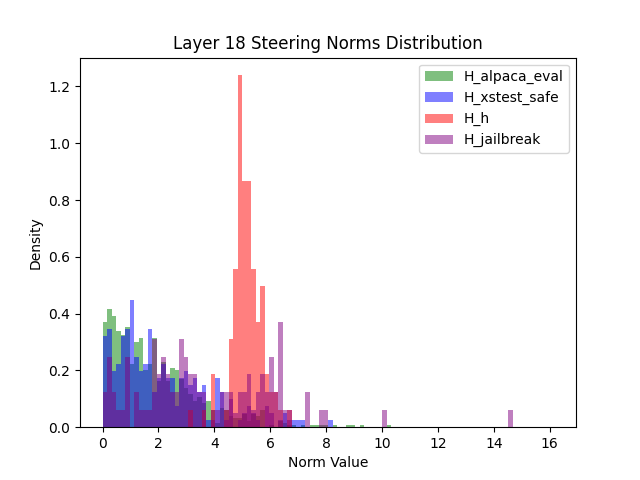 Layer 18 Steering Norms Distribution
H_alpaca_eval
H_xstest_safe
H_h
H_jailbreak
Density
1.2
1.0
0.8
0.6
0.4
0.2
0.0
0 2 4 6 8 10 12 14 16
Norm Value